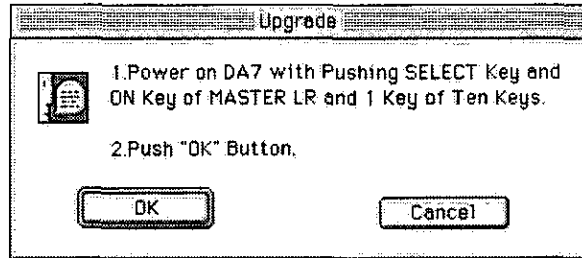 Upgrade
1.Power on DA7 with Pushing SELECT Key and
ON Key of MASTER LR and 1 Key of Ten Keys.
2.Push "OK" Button.
OK
Cancel